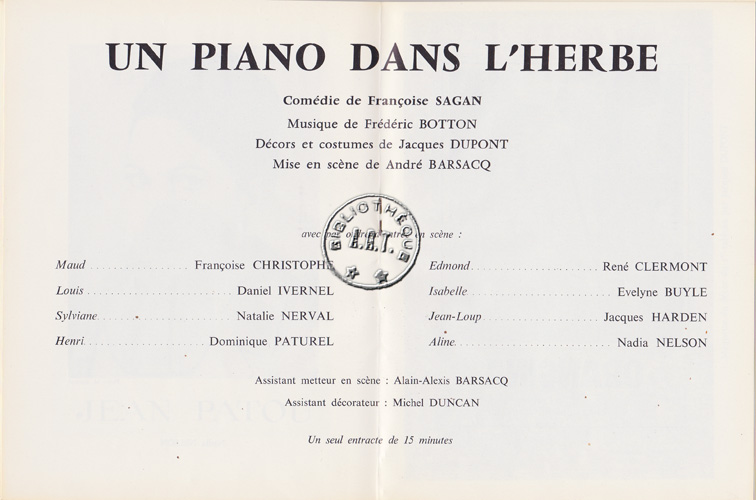 UN PIANO DANS L'HERBE
Comédie de Françoise SAGAN
Musique de Frédéric BOTTON
Décors et costumes de Jacques DUPONT
Mise en scène de André BARSACQ
BIBLIOTHÈQUE
A.R.T.
avec par en scène :
Maud Françoise CHRISTOPHE
Louis Daniel IVERNEL
Sylviane Natalie NERVAL
Henri Dominique PATUREL
Edmond René CLERMONT
Isabelle Evelyne BUYLE
Jean-Loup Jacques HARDEN
Aline Nadia NELSON
Assistant metteur en scène : Alain-Alexis BARSACQ
Assistant décorateur : Michel DUNCAN
Un seul entracte de 15 minutes